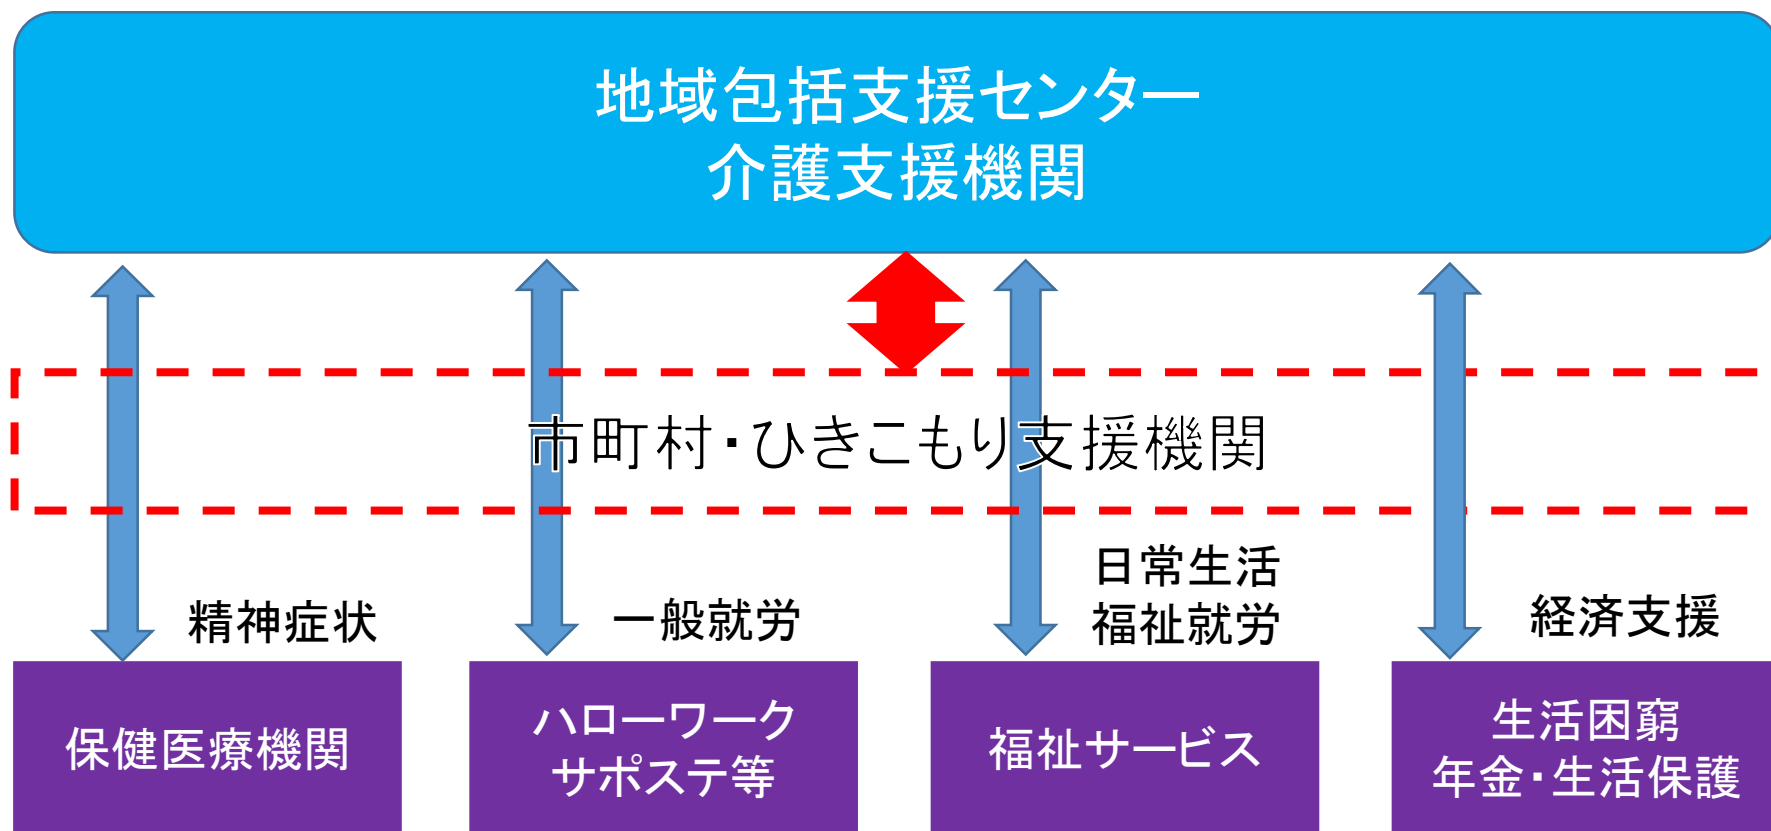 地域包括支援センター
介護支援機関
市町村・ひきこもり支援機関
精神症状
一般就労
日常生活
福祉就労
経済支援
保健医療機関
ハローワーク
サポステ等
福祉サービス
生活困窮
年金・生活保護